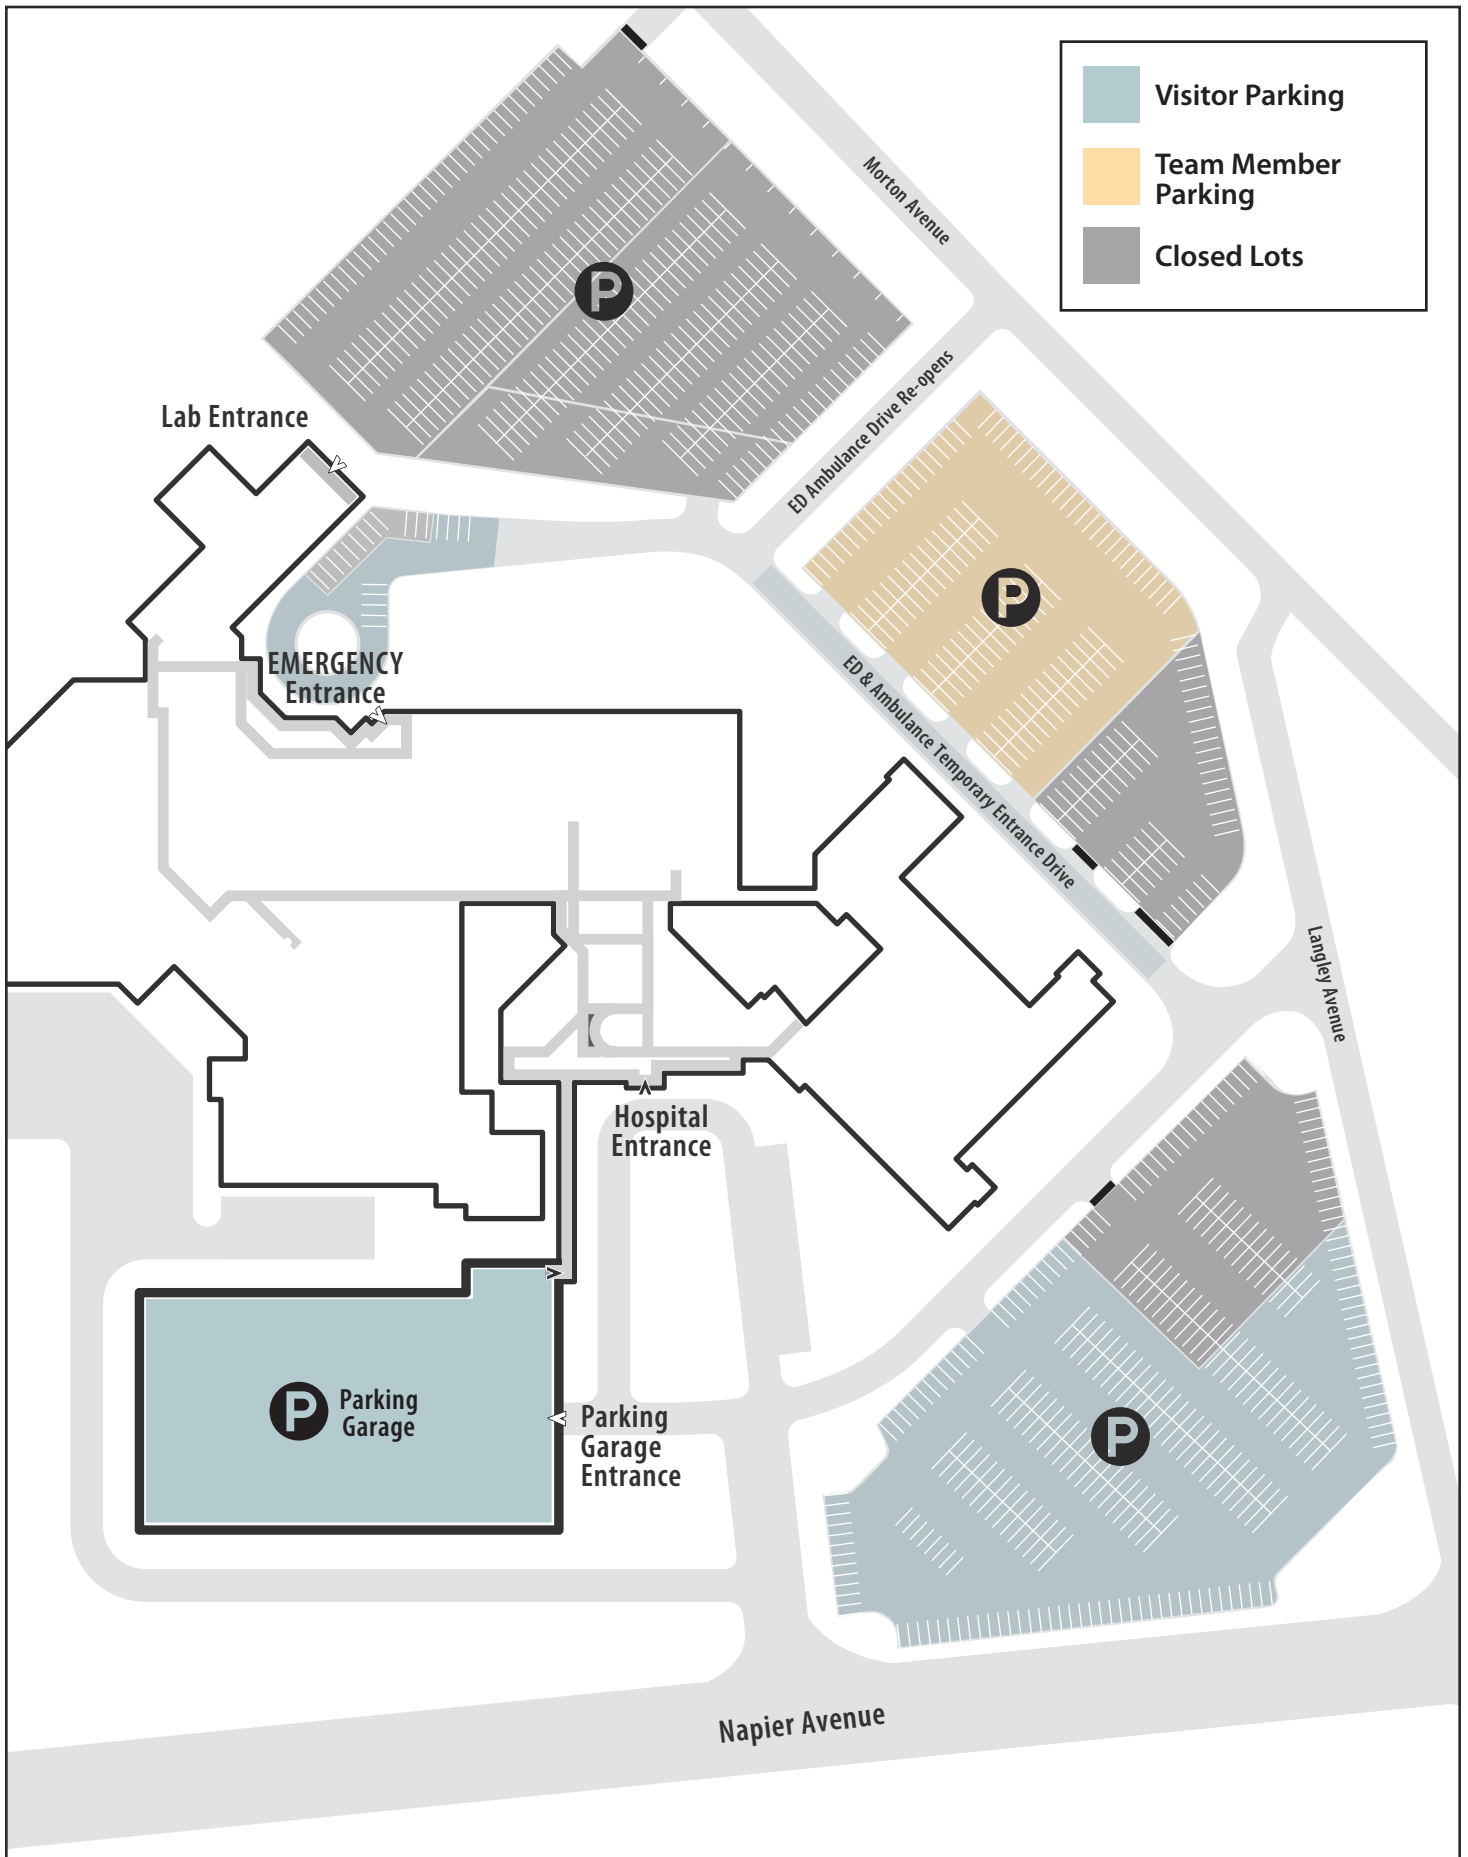 Visitor Parking
Team Member
Parking
Closed Lots
Morton Avenue
P
ED Ambulance Drive Re-opens
Lab Entrance
P
EMERGENCY
Entrance
ED & Ambulance Temporary Entrance Drive
Langley Avenue
Hospital
Entrance
P
Parking
Garage
Parking
Garage
Entrance
P
Napier Avenue